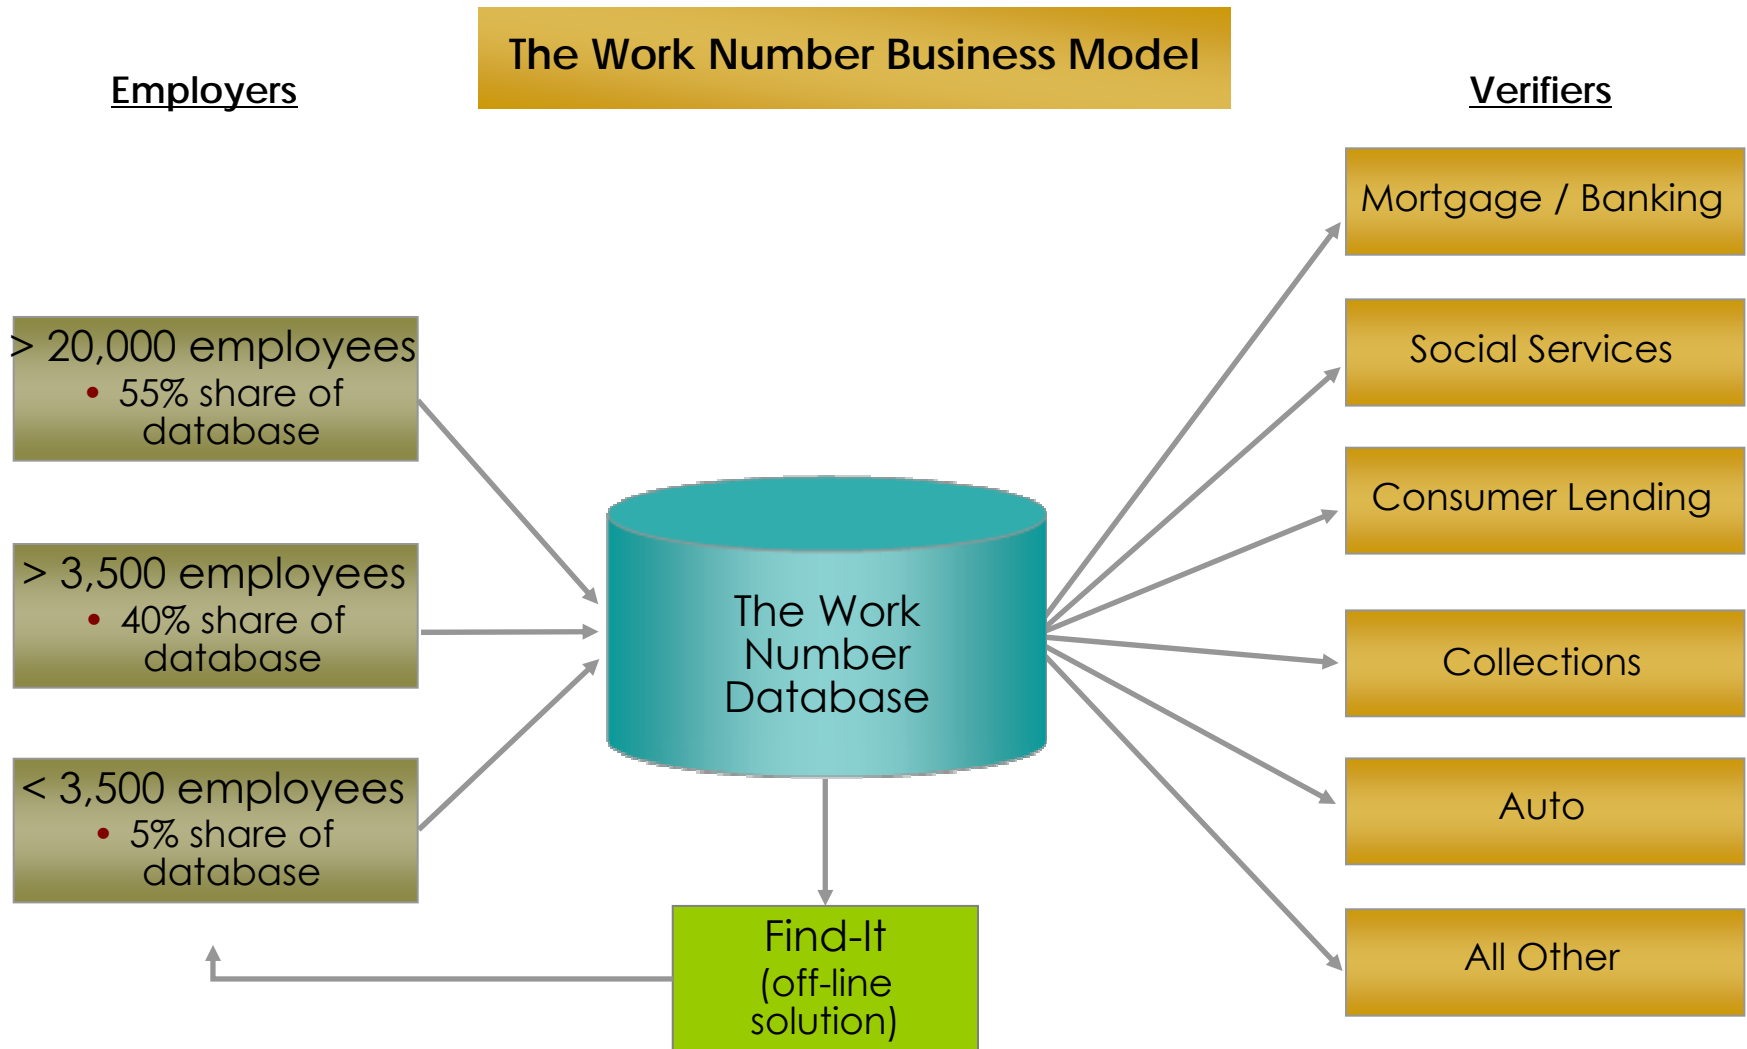 The Work Number Business Model
Employers
Verifiers
> 20,000 employees
• 55% share of
database
> 3,500 employees
• 40% share of
database
< 3,500 employees
• 5% share of
database
The Work
Number
Database
Find-It
(off-line
solution)
Mortgage / Banking
Social Services
Consumer Lending
Collections
Auto
All Other